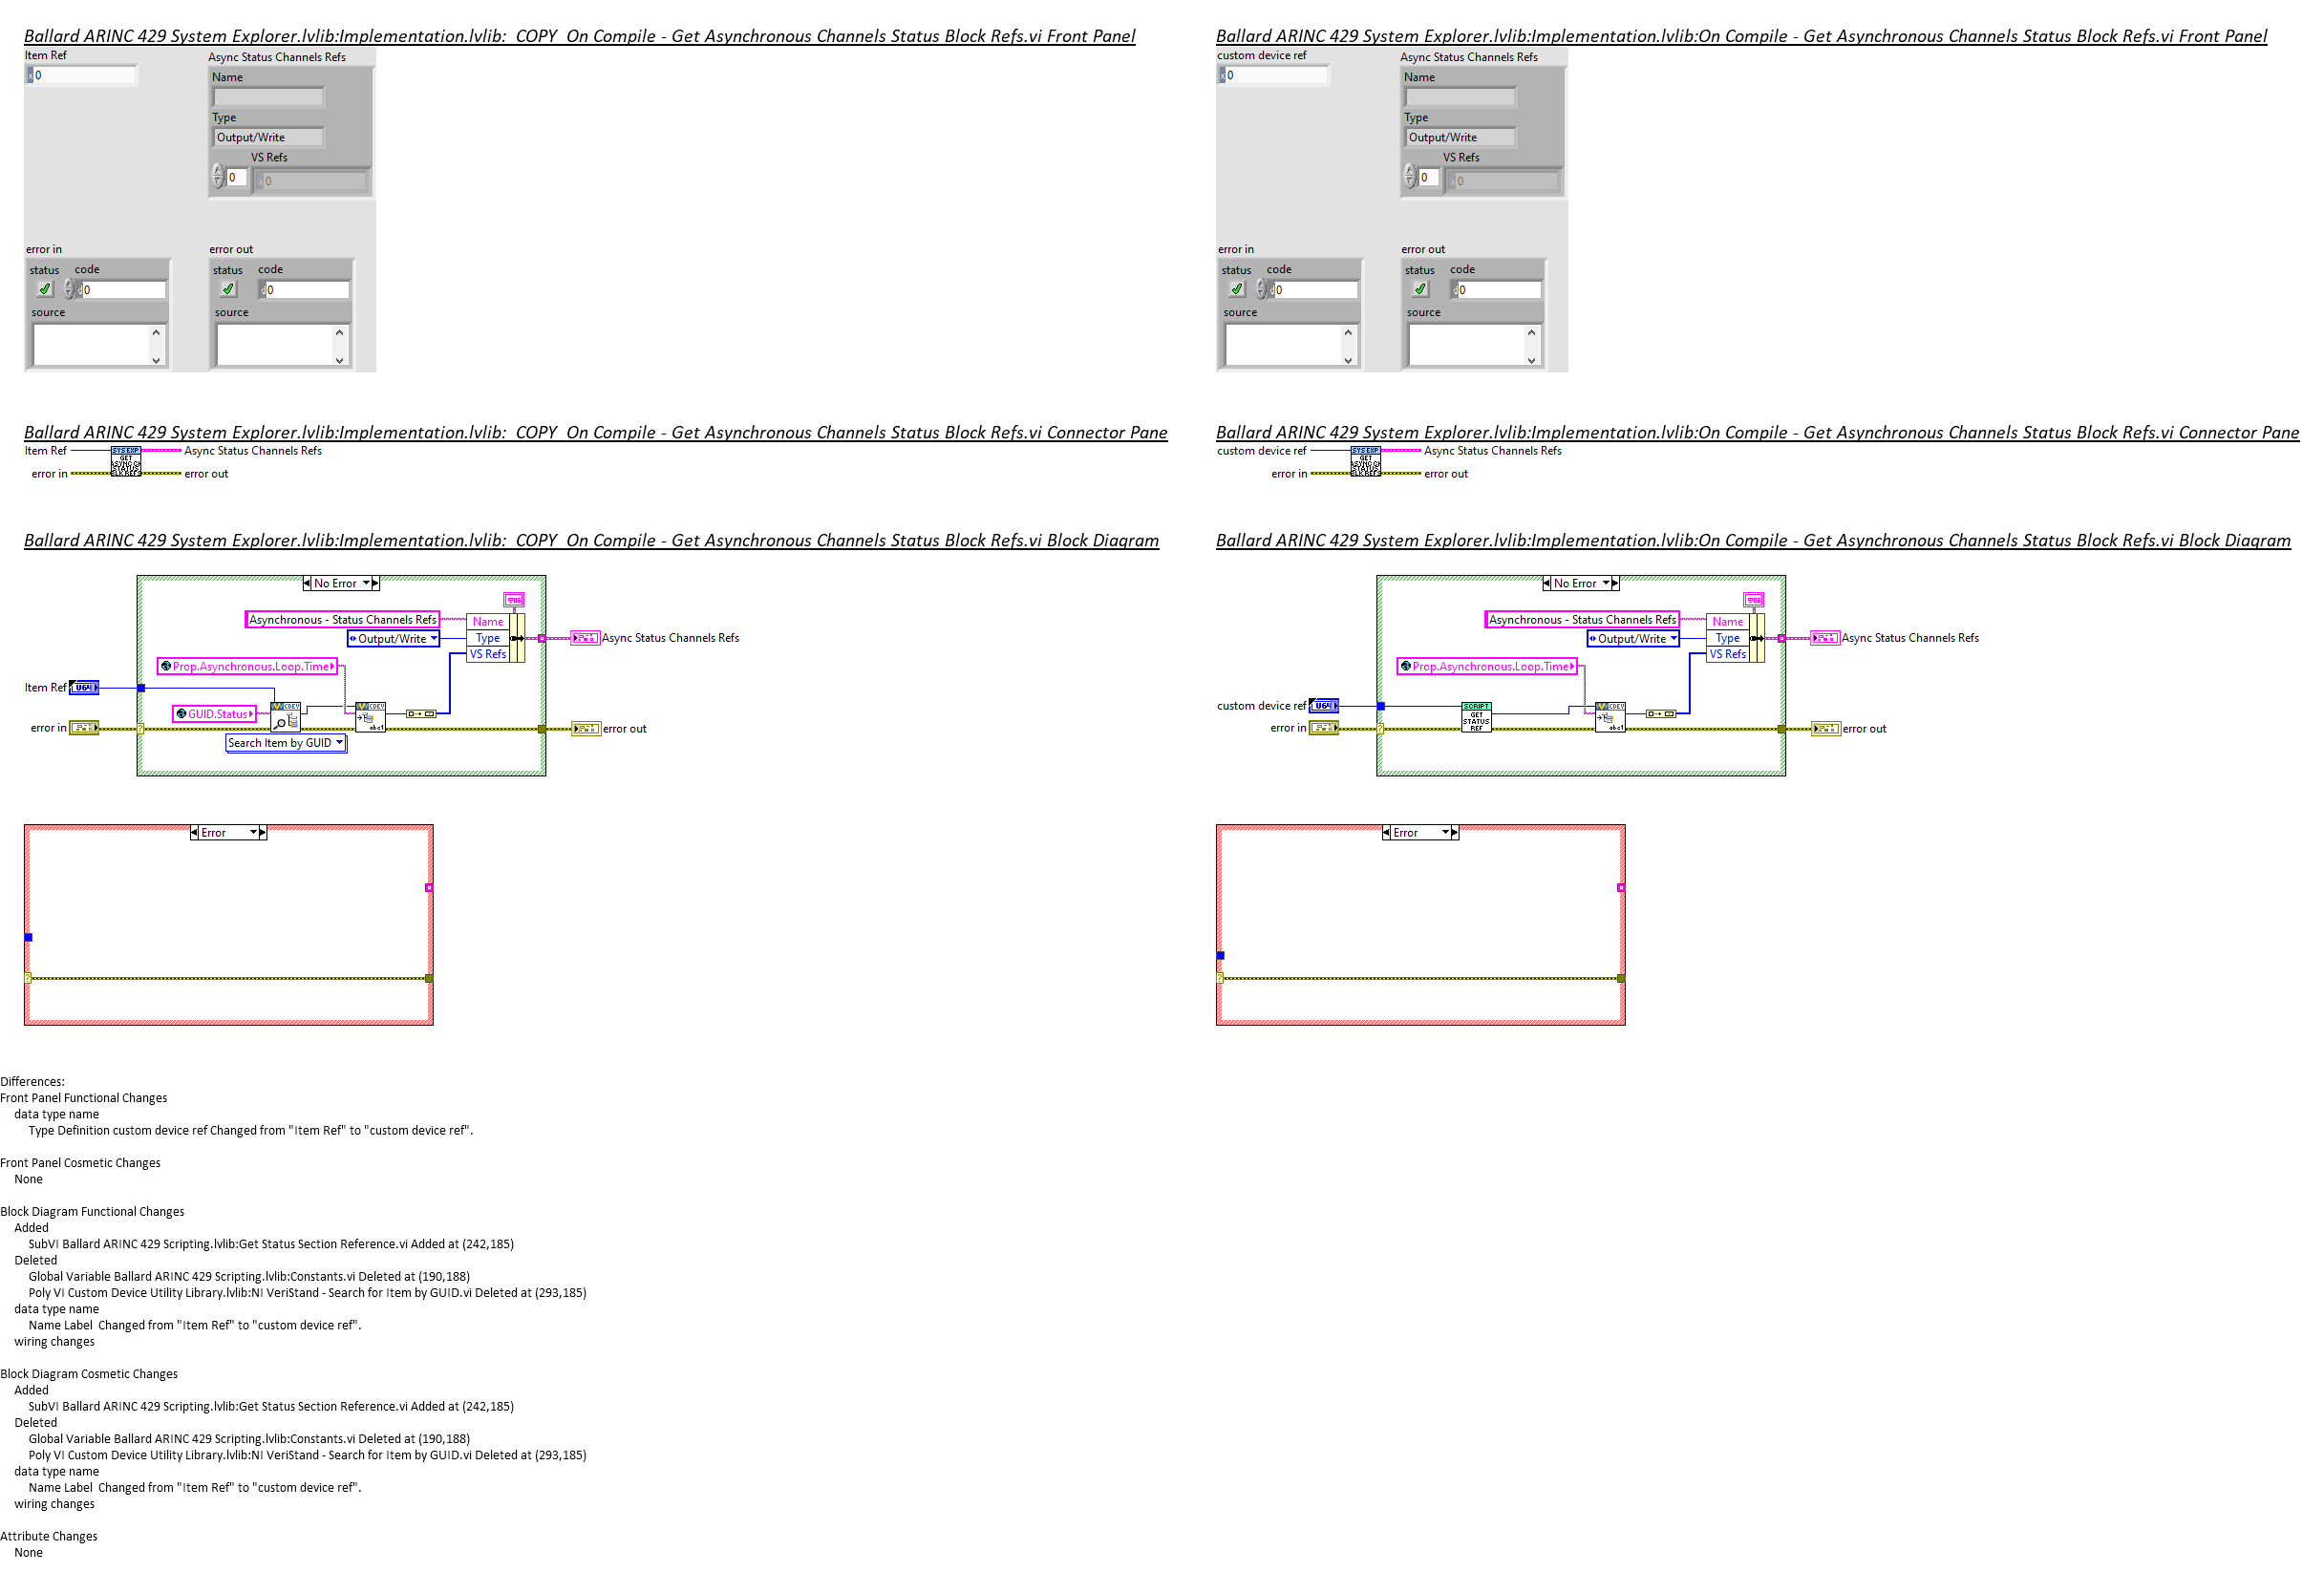 Ballard ARINC 429 System Explorer.lvlib:Implementation.lvlib:  COPY  On Compile - Get Asynchronous Channels Status Block Refs.vi Front Panel
Item Ref
x 0
Async Status Channels Refs
Name
Type
Output/Write
VS Refs
0
x 0
error in
status code
d 0
source
error out
status code
d 0
source
Ballard ARINC 429 System Explorer.lvlib:Implementation.lvlib:On Compile - Get Asynchronous Channels Status Block Refs.vi Front Panel
custom device ref
x 0
Async Status Channels Refs
Name
Type
Output/Write
VS Refs
0
x 0
error in
status code
d 0
source
error out
status code
d 0
source
Ballard ARINC 429 System Explorer.lvlib:Implementation.lvlib:  COPY  On Compile - Get Asynchronous Channels Status Block Refs.vi Connector Pane
Item Ref
SYS EXP
GET
ASYNC CH
STATUS
BLK REFS
Async Status Channels Refs
error in
error out
Ballard ARINC 429 System Explorer.lvlib:Implementation.lvlib:On Compile - Get Asynchronous Channels Status Block Refs.vi Connector Pane
custom device ref
SYS EXP
GET
ASYNC CH
STATUS
BLK REFS
Async Status Channels Refs
error in
error out
Ballard ARINC 429 System Explorer.lvlib:Implementation.lvlib:  COPY  On Compile - Get Asynchronous Channels Status Block Refs.vi Block Diagram
No Error
Asynchronous - Status Channels Refs
Name
Output/Write
Type
VS Refs
Async Status Channels Refs
Prop.Asynchronous.Loop.Time
Item Ref
U64
GUID.Status
CDEV
CDEV
abc1
error in
error out
Search Item by GUID
Error
?
Ballard ARINC 429 System Explorer.lvlib:Implementation.lvlib:On Compile - Get Asynchronous Channels Status Block Refs.vi Block Diagram
No Error
Asynchronous - Status Channels Refs
Name
Output/Write
Type
VS Refs
Async Status Channels Refs
Prop.Asynchronous.Loop.Time
custom device ref
U64
SCRIPT
GET
STATUS
REF
CDEV
abc1
error in
error out
Error
?
Differences:
Front Panel Functional Changes
data type name
Type Definition custom device ref Changed from "Item Ref" to "custom device ref".
Front Panel Cosmetic Changes
None
Block Diagram Functional Changes
Added
SubVI Ballard ARINC 429 Scripting.lvlib:Get Status Section Reference.vi Added at (242,185)
Deleted
Global Variable Ballard ARINC 429 Scripting.lvlib:Constants.vi Deleted at (190,188)
Poly VI Custom Device Utility Library.lvlib:NI VeriStand - Search for Item by GUID.vi Deleted at (293,185)
data type name
Name Label  Changed from "Item Ref" to "custom device ref".
wiring changes
Block Diagram Cosmetic Changes
Added
SubVI Ballard ARINC 429 Scripting.lvlib:Get Status Section Reference.vi Added at (242,185)
Deleted
Global Variable Ballard ARINC 429 Scripting.lvlib:Constants.vi Deleted at (190,188)
Poly VI Custom Device Utility Library.lvlib:NI VeriStand - Search for Item by GUID.vi Deleted at (293,185)
data type name
Name Label  Changed from "Item Ref" to "custom device ref".
wiring changes
Attribute Changes
None